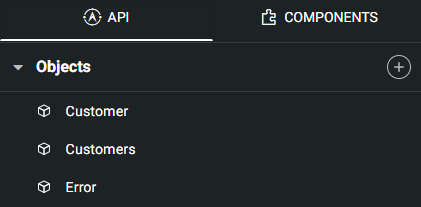 API
COMPONENTS
Objects
Customer
Customers
Error